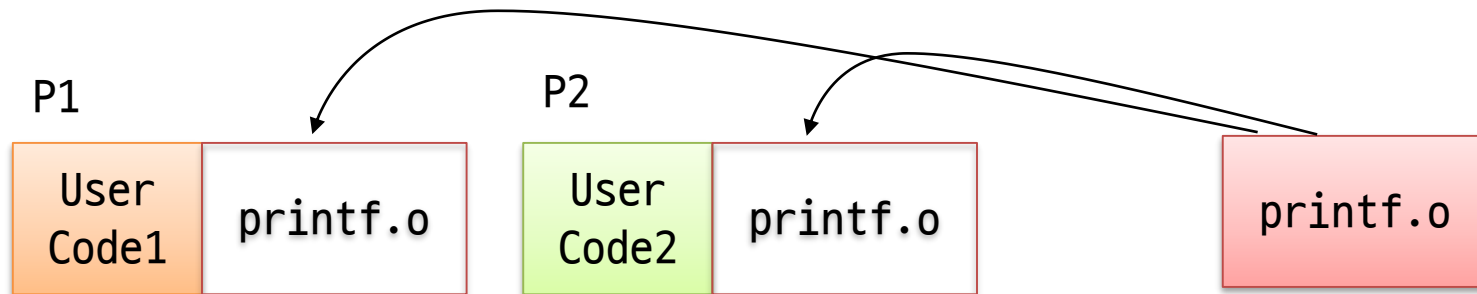 P1
P2
User
Code1
printf.o
User
Code2
printf.o
printf.o